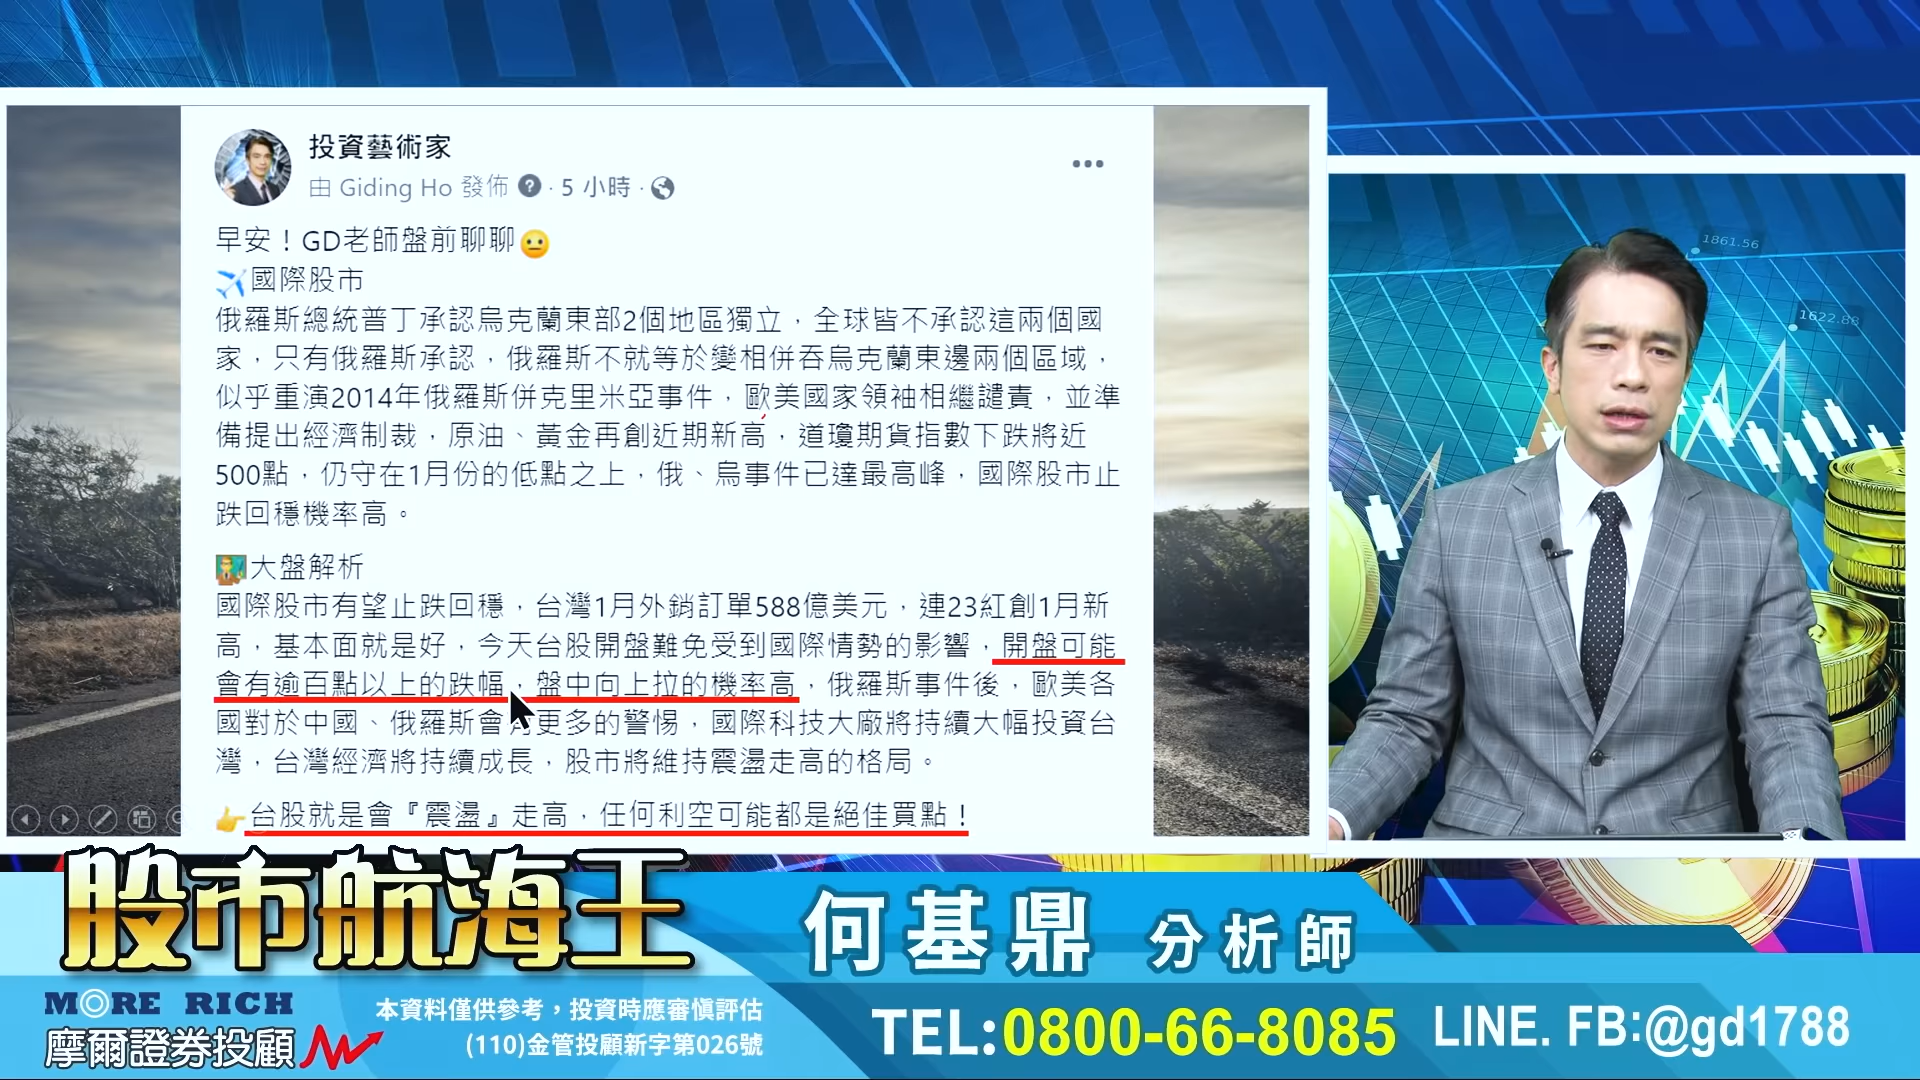 投資藝術家
由 Giding Ho 發佈 · 5 小時 ·
早安！GD老師盤前聊聊
國際股市
俄羅斯總統普丁承認烏克蘭東部2個地區獨立，全球皆不承認這兩個國
家，只有俄羅斯承認，俄羅斯不就等於變相併吞烏克蘭東邊兩個區域，
似乎重演2014年俄羅斯併克里米亞事件，歐美國家領袖相繼譴責，並準
備提出經濟制裁，原油、黃金再創近期新高，道瓊期貨指數下跌將近
500點，仍守在1月份的低點之上，俄、烏事件已達最高峰，國際股市止
跌回穩機率高。
大盤解析
國際股市有望止跌回穩，台灣1月外銷訂單588億美元，連23紅創1月新
高，基本面就是好，今天台股開盤難免受到國際情勢的影響，開盤可能
會有逾百點以上的跌幅，盤中向上拉的機率高，俄羅斯事件後，歐美各
國對於中國、俄羅斯會有更多的警惕，國際科技大廠將持續大幅投資台
灣，台灣經濟將持續成長，股市將維持震盪走高的格局。
台股就是會『震盪』走高，任何利空可能都是絕佳買點！
1861.56
1622.88
股市航海王
何基鼎 分析師
MORE RICH
摩爾證券投顧
本資料僅供參考，投資時應審慎評估
(110)金管投顧新字第026號
TEL:0800-66-8085
LINE. FB:@gd1788